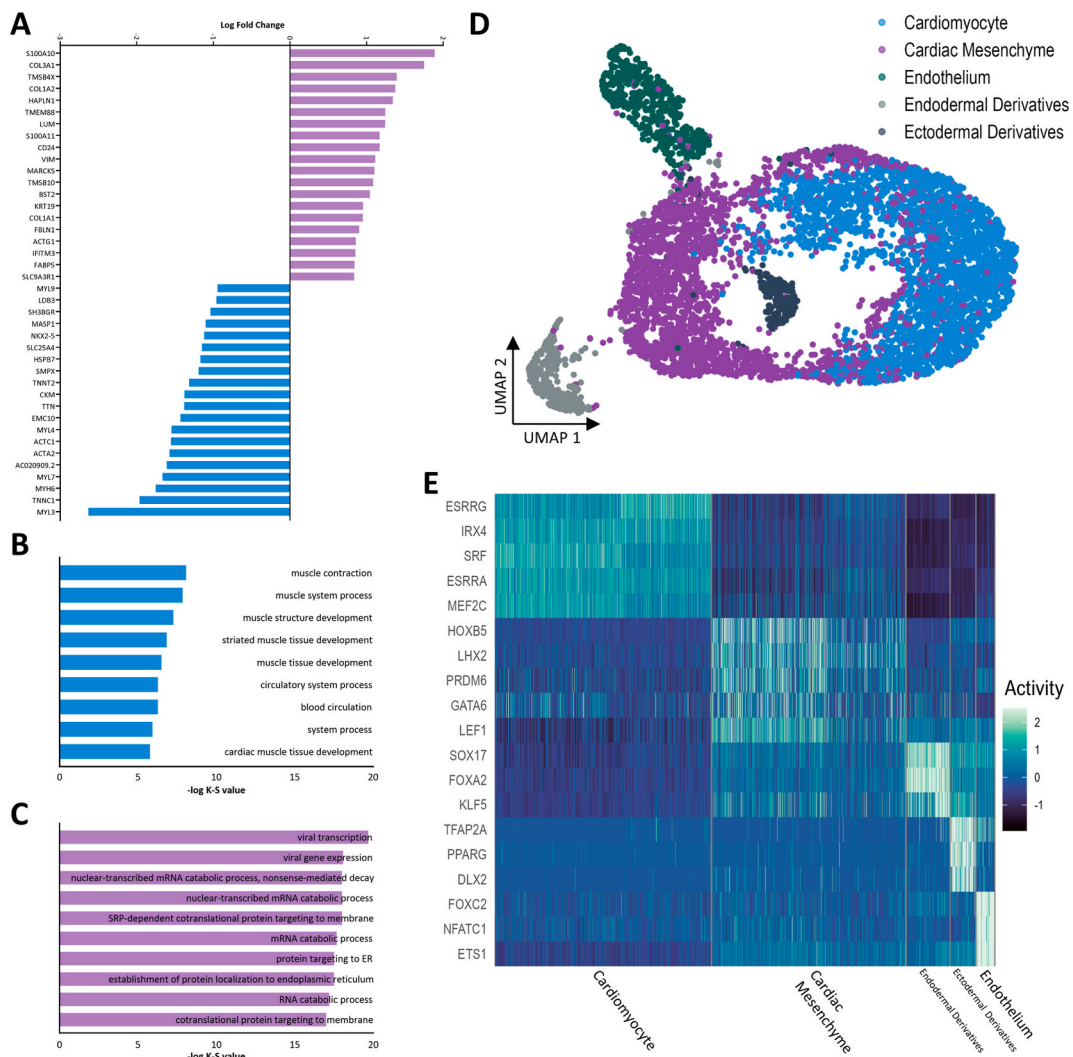 A
Log Fold Change
-3
-2
-1
0
1
2
S100A10
COL3A1
TMSB4X
COL1A2
HAPLN1
TMEM88
LUM
S100A11
CD24
VIM
MARCKS
TMSB10
BST2
KRT19
COL1A1
FBLN1
ACTG1
IFITM3
FABP5
SLC9A3R1
MYL9
LDB3
SH3BGR
MASP1
NKX2-5
SLC25A4
HSPB7
SMPX
TNNT2
CKM
TTN
EMC10
MYL4
ACTC1
ACTA2
AC020909.2
MYL7
MYH6
TNNC1
MYL3
B
muscle contraction
muscle system process
muscle structure development
striated muscle tissue development
muscle tissue development
circulatory system process
blood circulation
system process
cardiac muscle tissue development
0 5 10 15 20
-log K-S value
C
viral transcription
viral gene expression
nuclear-transcribed mRNA catabolic process, nonsense-mediated decay
nuclear-transcribed mRNA catabolic process
SRP-dependent cotranslational protein targeting to membrane
mRNA catabolic process
protein targeting to ER
establishment of protein localization to endoplasmic reticulum
RNA catabolic process
cotranslational protein targeting to membrane
0 5 10 15 20
-log K-S value
D
Cardiomyocyte
Cardiac Mesenchyme
Endothelium
Endodermal Derivatives
Ectodermal Derivatives
UMAP 2
UMAP 1
E
ESRRG
IRX4
SRF
ESRRA
MEF2C
HOXB5
LHX2
PRDM6
GATA6
LEF1
SOX17
FOXA2
KLF5
TFAP2A
PPARG
DLX2
FOXC2
NFATC1
ETS1
Activity
2
1
0
-1
Cardiomyocyte
Cardiac
Mesenchyme
Endodermal Derivatives
Ectodermal Derivatives
Endothelium